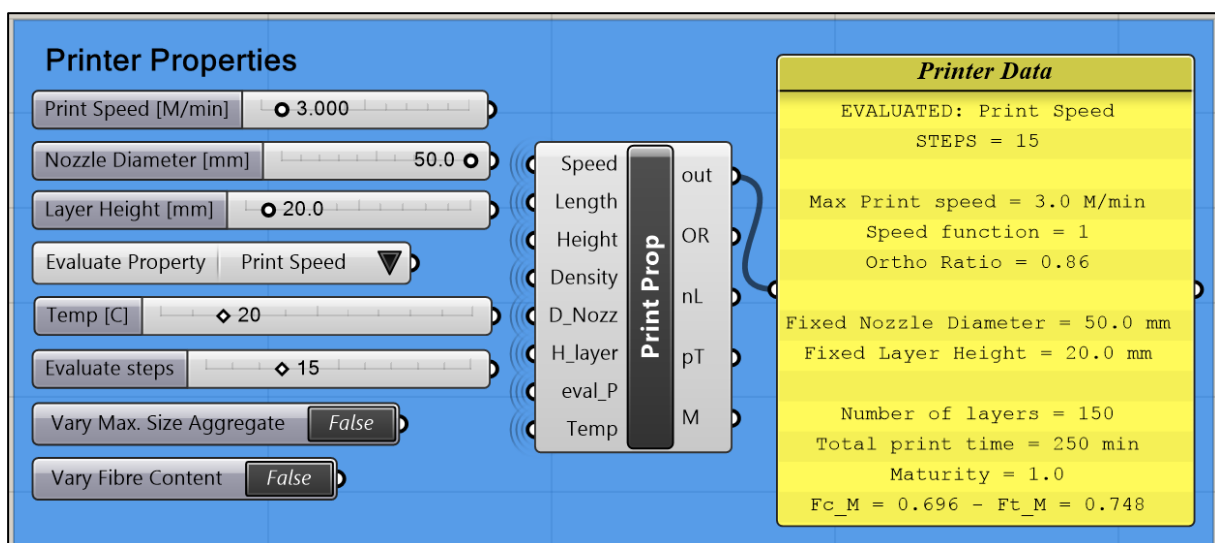 Printer Properties
Print Speed [M/min] 3.000
Nozzle Diameter [mm] 50.0
Layer Height [mm] 20.0
Evaluate Property Print Speed
Temp [C] 20
Evaluate steps 15
Vary Max. Size Aggregate False
Vary Fibre Content False
Speed
Length
Height
Density
D_Nozz
H_layer
eval_P
Temp
Print Prop
out
OR
nL
pT
M
Printer Data
EVALUATED: Print Speed
STEPS = 15
Max Print speed = 3.0 M/min
Speed function = 1
Ortho Ratio = 0.86
Fixed Nozzle Diameter = 50.0 mm
Fixed Layer Height = 20.0 mm
Number of layers = 150
Total print time = 250 min
Maturity = 1.0
Fc_M = 0.696 - Ft_M = 0.748